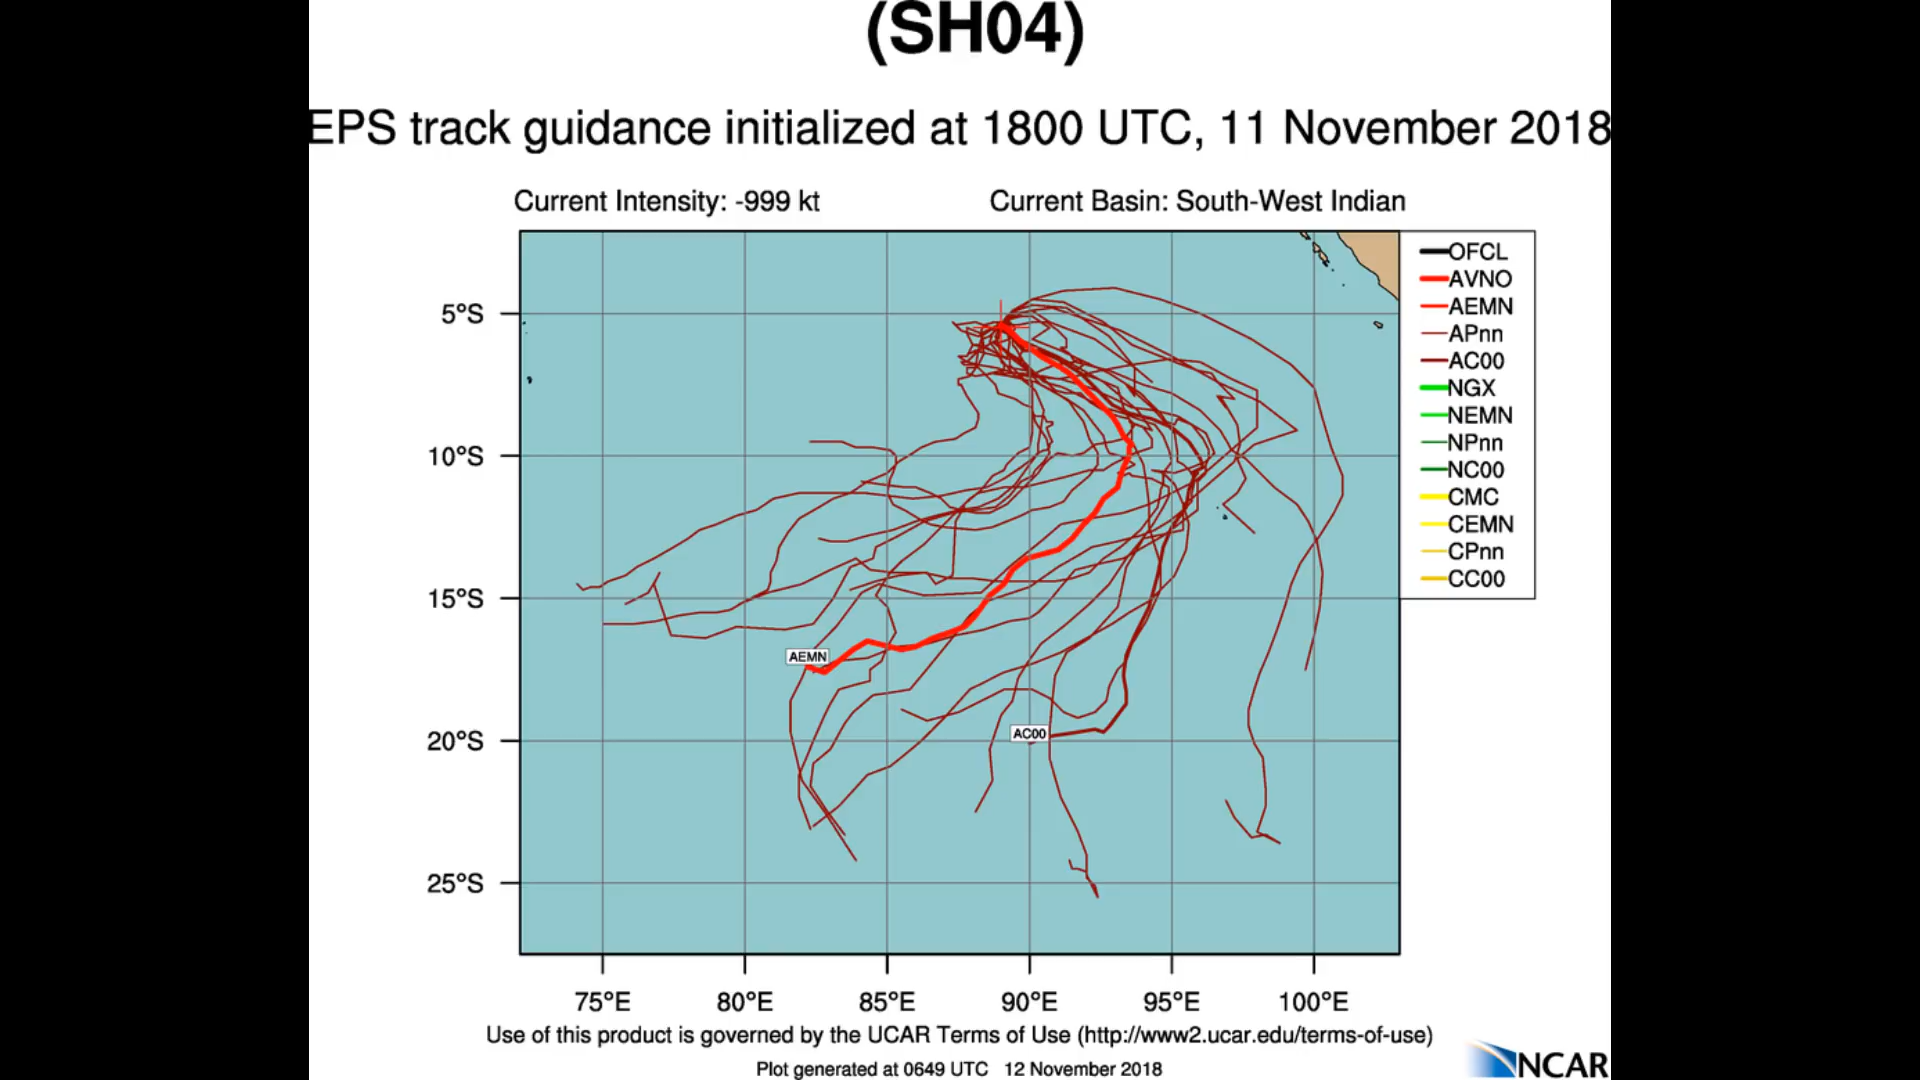 (SH04)
EPS track guidance initialized at 1800 UTC, 11 November 2018
Current Intensity: -999 kt
Current Basin: South-West Indian
OFCL
AVNO
AEMN
APnn
AC00
NGX
NEMN
NPnn
NC00
CMC
CEMN
CPnn
CC00
5°S
10°S
15°S
20°S
25°S
AEMN
AC00
75°E 80°E 85°E 90°E 95°E 100°E
Use of this product is governed by the UCAR Terms of Use (http://www2.ucar.edu/terms-of-use)
Plot generated at 0649 UTC 12 November 2018
NCAR